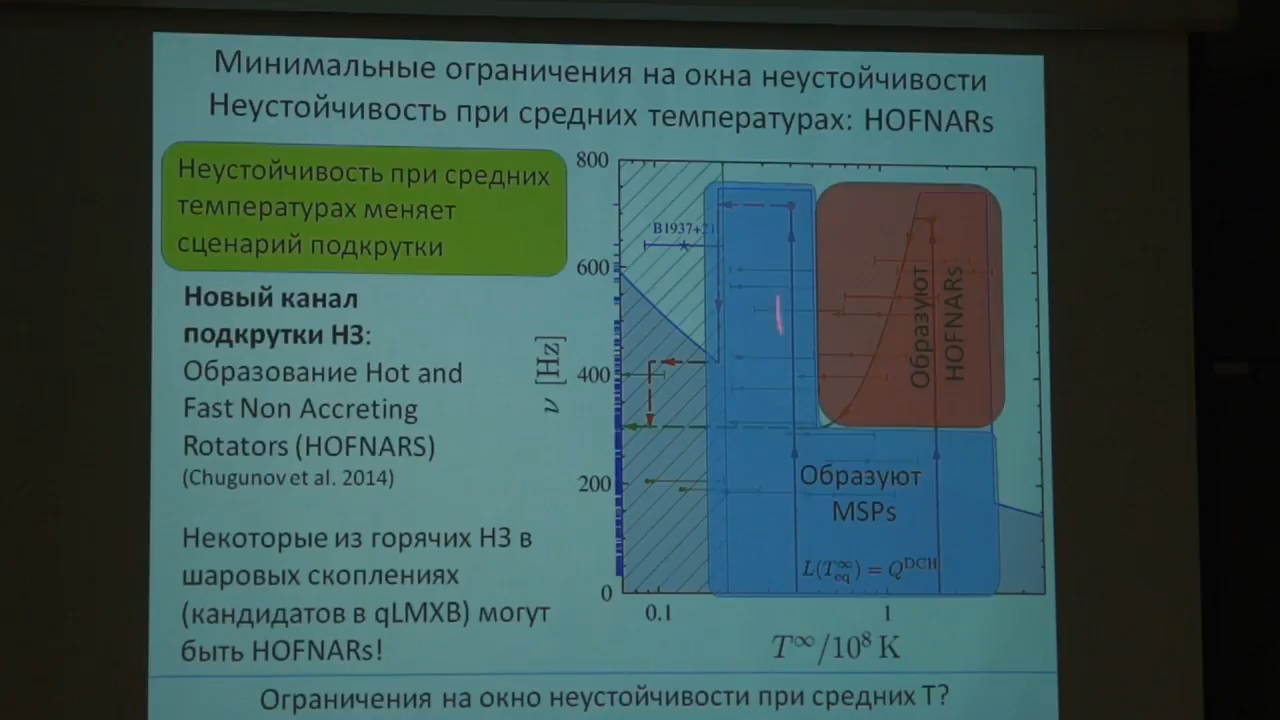 Минимальные ограничения на окна неустойчивости
Неустойчивость при средних температурах: HOFNARs
Неустойчивость при средних
температурах меняет
сценарий подкрутки
Новый канал
подкрутки НЗ:
Образование Hot and
Fast Non Accreting
Rotators (HOFNARS)
(Chugunov et al. 2014)
Некоторые из горячих НЗ в
шаровых скоплениях
(кандидатов в qLMXB) могут
быть HOFNARs!
800
600
400
200
0
ν [Hz]
B1937+21
Образуют
HOFNARs
Образуют
MSPs
L(T∞eq) = QDCH
0.1
1
T∞/10⁸ K
Ограничения на окно неустойчивости при средних Т?